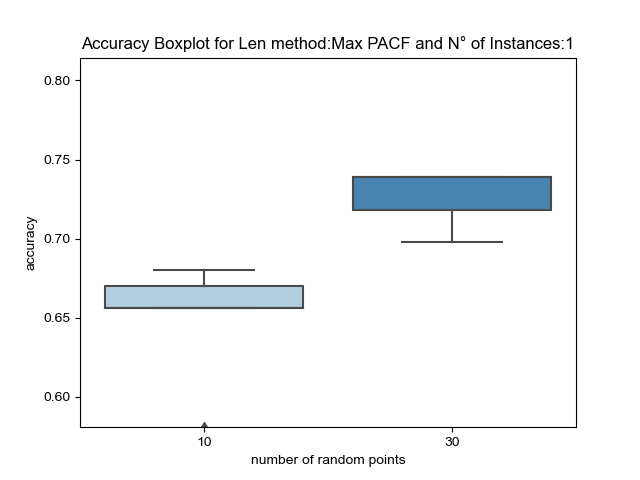 Accuracy Boxplot for Len method:Max PACF and N° of Instances:1
0.80
0.75
0.70
0.65
0.60
accuracy
10
30
number of random points